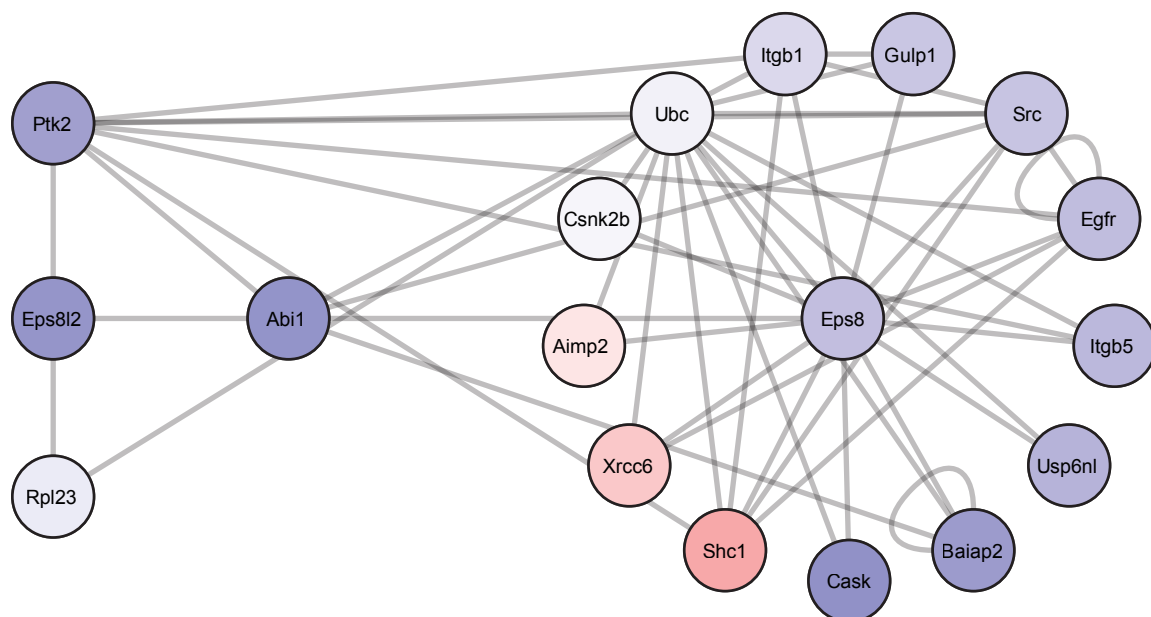 Itgb1
Gulp1
Ptk2
Ubc
Src
Csnk2b
Egfr
Eps8l2
Abi1
Eps8
Aimp2
Itgb5
Xrcc6
Usp6nl
Rpl23
Shc1
Baiap2
Cask